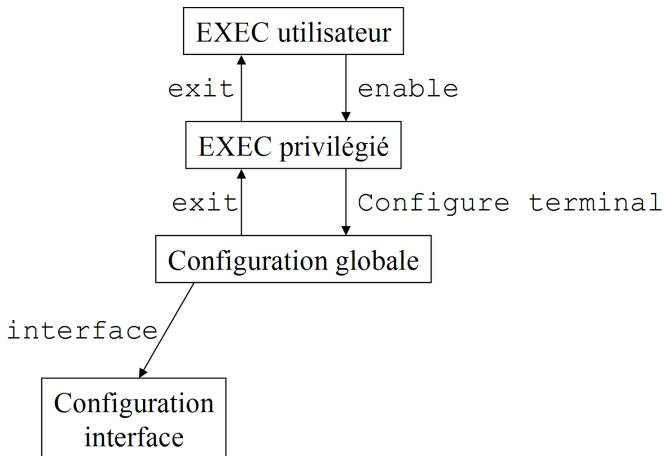 EXEC utilisateur
exit
enable
EXEC privilégié
exit
Configure terminal
Configuration globale
interface
Configuration
interface